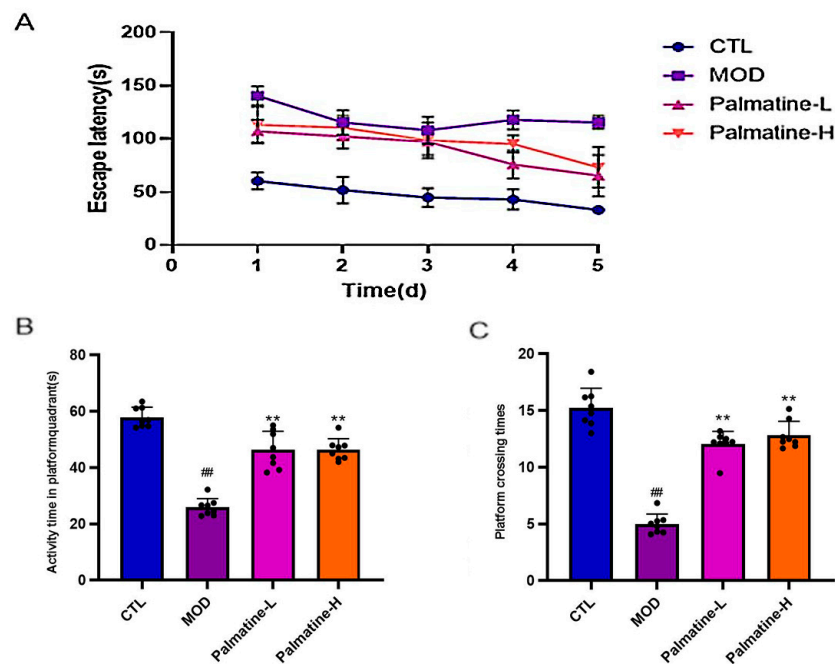 A
200
150
100
50
0
Escape latency(s)
0 1 2 3 4 5
Time(d)
CTL
MOD
Palmatine-L
Palmatine-H
B
80
60
40
20
0
Activity time in platformquadrant(s)
##
**
**
CTL
MOD
Palmatine-L
Palmatine-H
C
20
15
10
5
0
Platform crossing times
##
**
**
CTL
MOD
Palmatine-L
Palmatine-H